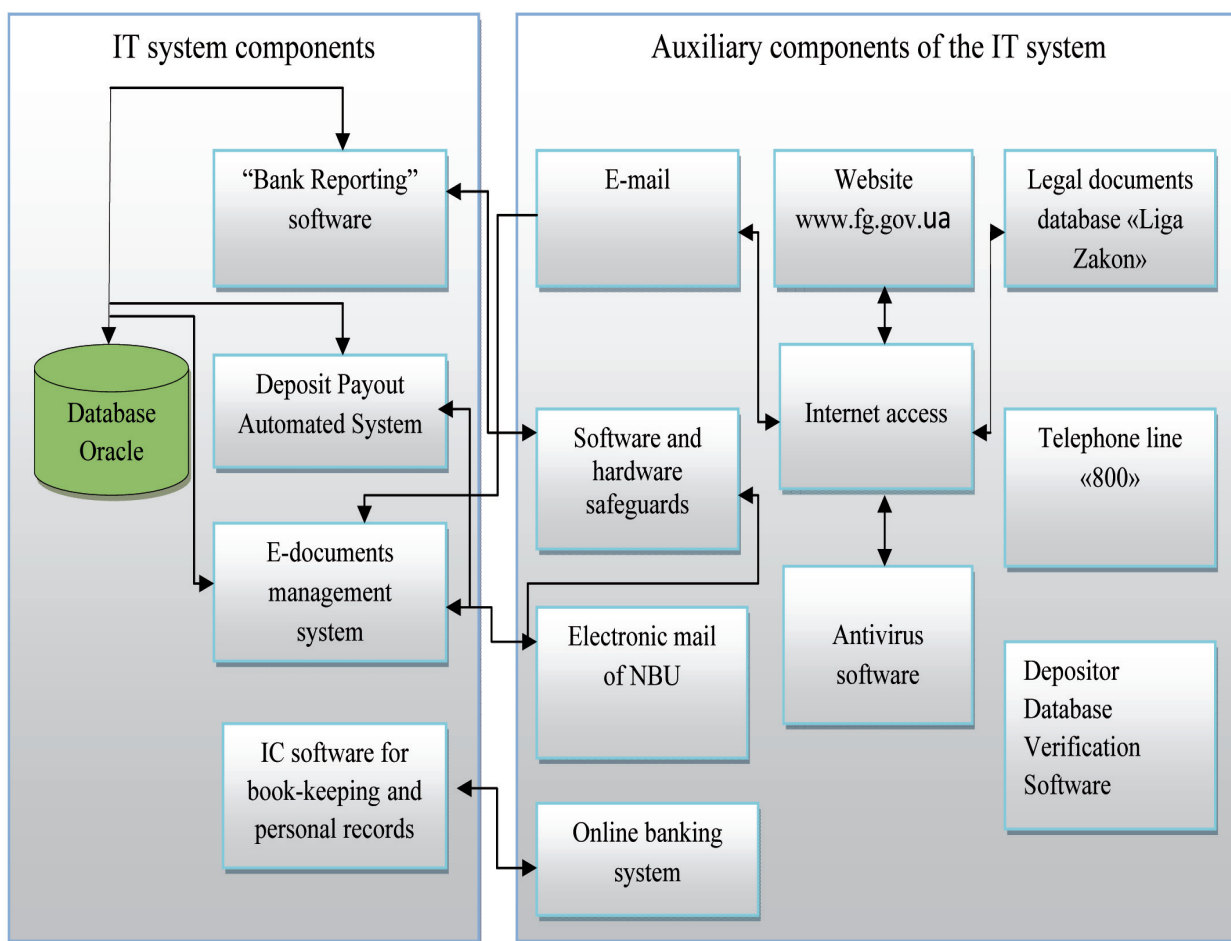 IT system components
“Bank Reporting”
software
Database
Oracle
Deposit Payout
Automated System
E-documents
management
system
IC software for
book-keeping and
personal records
Auxiliary components of the IT system
E-mail
Website
www.fg.gov.ua
Legal documents
database «Liga
Zakon»
Software and
hardware
safeguards
Internet access
Telephone line
«800»
Electronic mail
of NBU
Antivirus
software
Depositor
Database
Verification
Software
Online banking
system